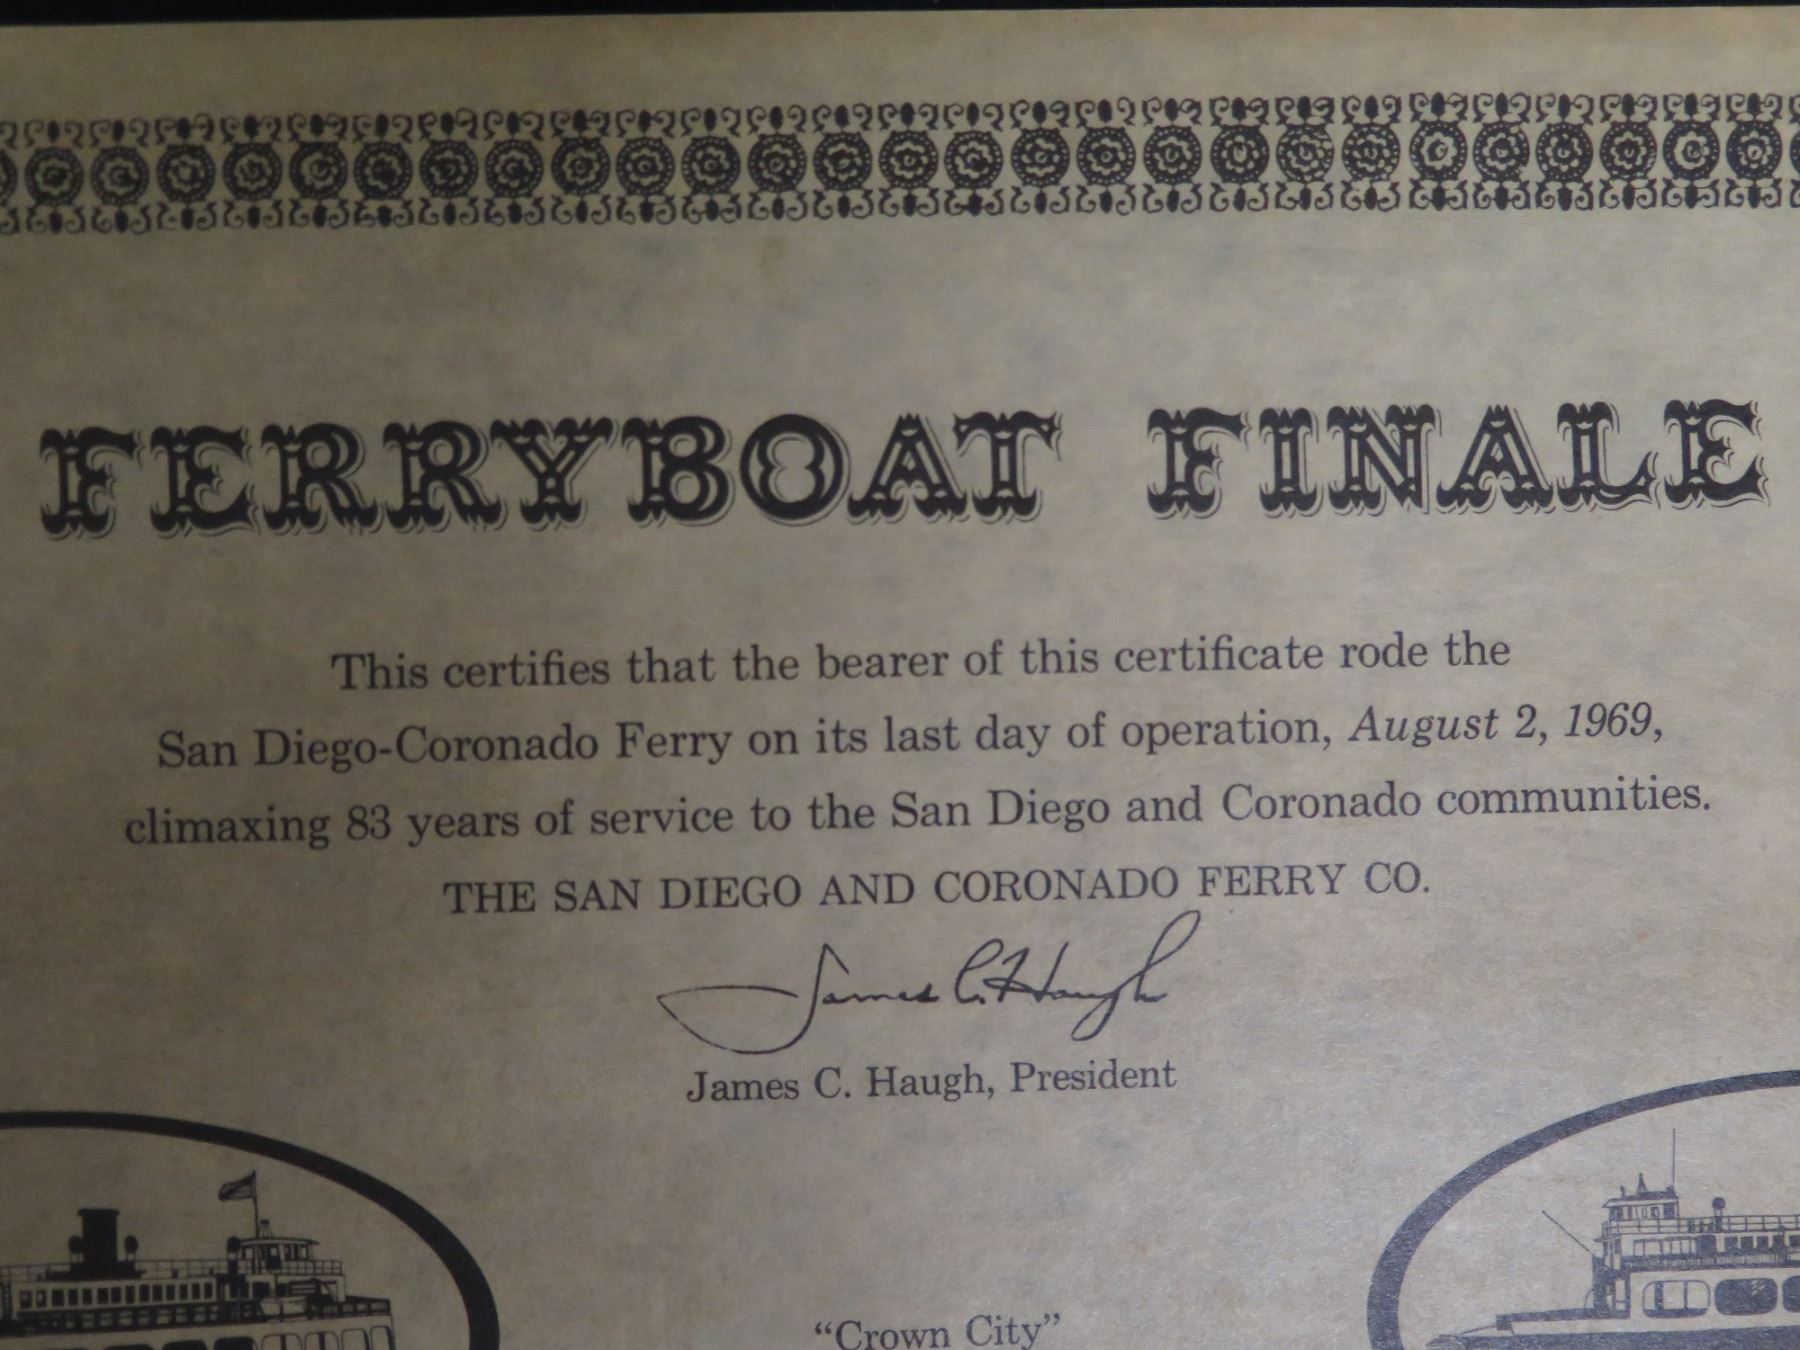 FERRYBOAT FINALE
This certifies that the bearer of this certificate rode the
San Diego-Coronado Ferry on its last day of operation, August 2, 1969,
climaxing 83 years of service to the San Diego and Coronado communities.
THE SAN DIEGO AND CORONADO FERRY CO.
James C. Haugh
James C. Haugh, President
“Crown City”